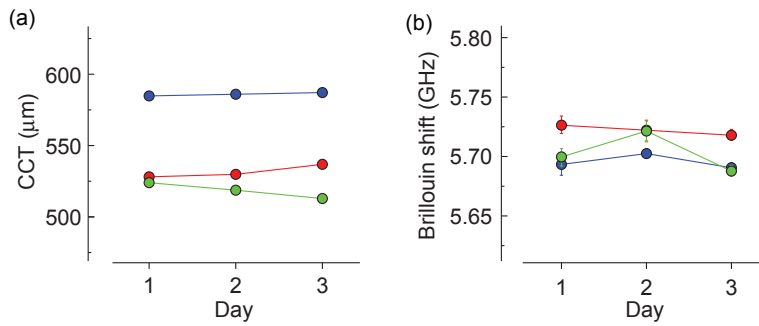 (a)
CCT (μm)
600
550
500
1 2 3
Day
(b)
Brillouin shift (GHz)
5.80
5.75
5.70
5.65
1 2 3
Day